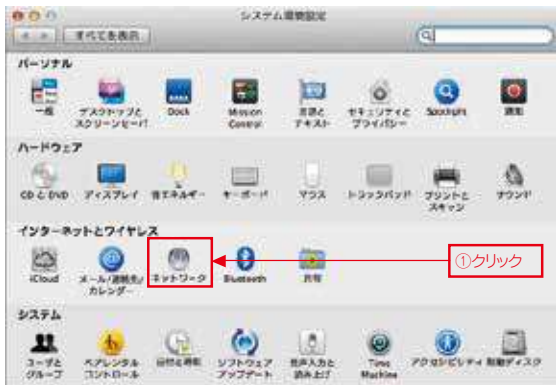 システム環境設定
すべてを表示
パーソナル
一般
デスクトップと
スクリーンセーバ
Dock
Mission
Control
言語と
テキスト
セキュリティと
プライバシー
Spotlight
通知
ハードウェア
CD と DVD
ディスプレイ
省エネルギー
キーボード
マウス
トラックパッド
プリントと
スキャン
サウンド
インターネットとワイヤレス
iCloud
メール/連絡先/
カレンダー
ネットワーク
Bluetooth
共有
①クリック
システム
ユーザと
グループ
ペアレンタル
コントロール
日付と時刻
ソフトウェア
アップデート
音声入力と
読み上げ
Time
Machine
アクセシビリティ
起動ディスク